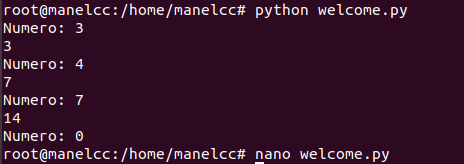 root@manelcc:/home/manelcc# python welcome.py
Numero: 3
3
Numero: 4
7
Numero: 7
14
Numero: 0
root@manelcc:/home/manelcc# nano welcome.py